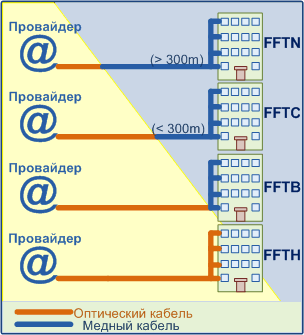 Провайдер
@
(> 300m)
FFTN
Провайдер
@
(< 300m)
FFTC
Провайдер
@
FFTB
Провайдер
@
FFTH
Оптический кабель
Медный кабель